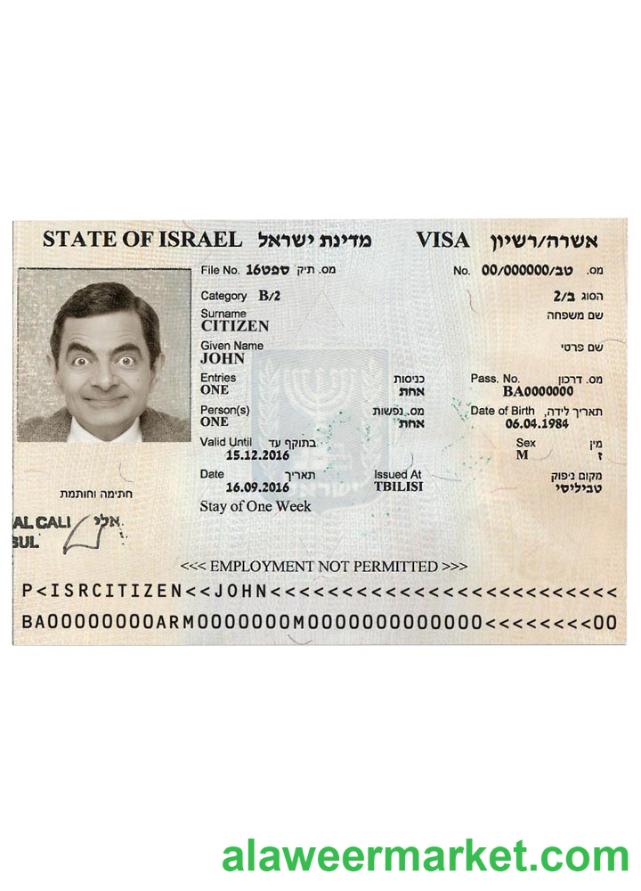 STATE OF ISRAEL מדינת ישראל VISA אשרה/רשיון
File No. 16ספט מס. תיק No. 00/000000/טב מס.
Category B/2 הסוג ב/2
Surname שם משפחה
CITIZEN
Given Name שם פרטי
JOHN
Entries כניסות Pass. No. מס. דרכון
ONE אחת BA0000000
Person(s) מס. נפשות Date of Birth תאריך לידה
ONE אחת 06.04.1984
Valid Until בתוקף עד Sex מין
15.12.2016 M ז
Date תאריך Issued At מקום ניפוק
16.09.2016 TBILISI טביליסי
Stay of One Week
חתימה וחותמת
AL CALI אלי
SUL
<<< EMPLOYMENT NOT PERMITTED >>>
P<ISRCITIZEN<<JOHN<<<<<<<<<<<<<<<<<<<<<<<<<<
BA00000000ARM0000000M00000000000000<<<<<<<<00
alaweermarket.com